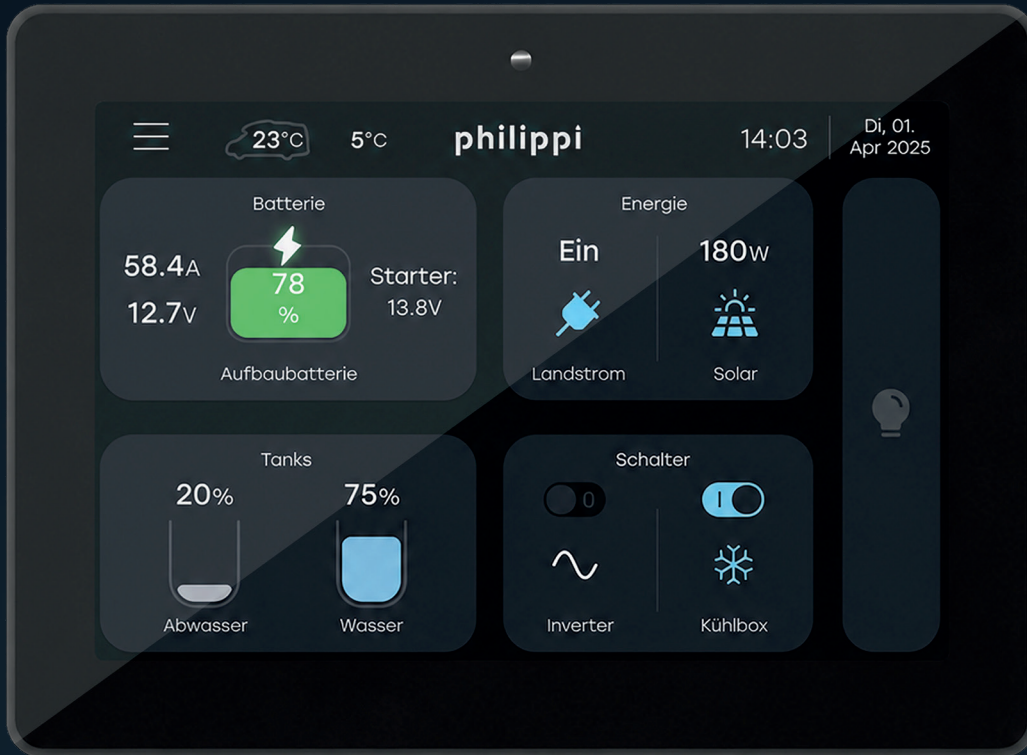 23°C
5°C
philippi
14:03
Di, 01.
Apr 2025
Batterie
58.4A
12.7V
78
%
Starter:
13.8V
Aufbaubatterie
Energie
Ein
180W
Landstrom
Solar
Tanks
20%
75%
Abwasser
Wasser
Schalter
0
I
Inverter
Kühlbox